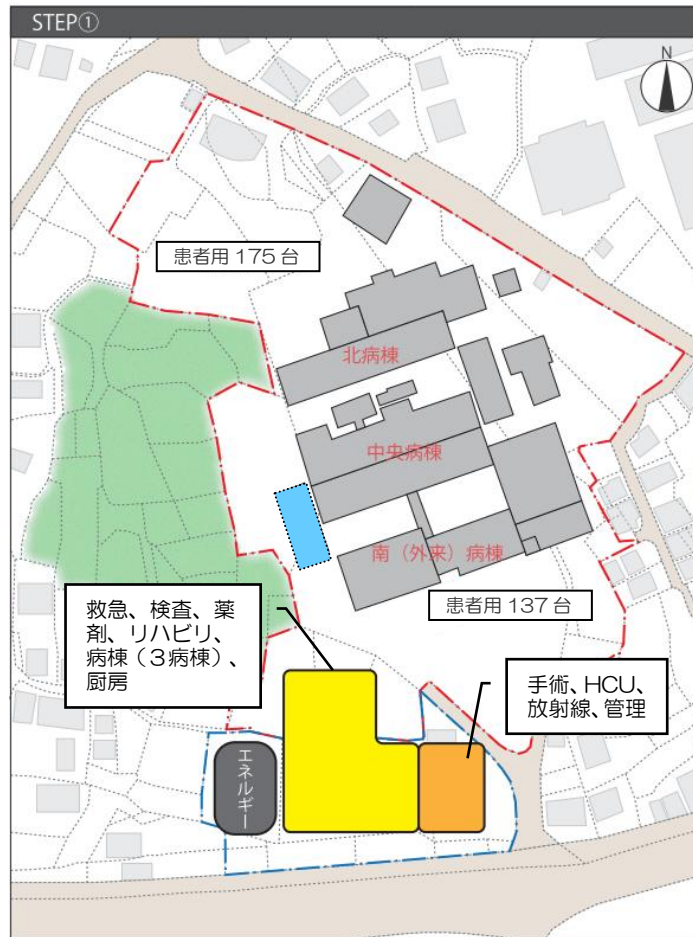 STEP①
N
患者用 175 台
北病棟
中央病棟
南（外来）病棟
患者用 137 台
救急、検査、薬
剤、リハビリ、
病棟（３病棟）、
厨房
手術、HCU、
放射線、管理
エネルギー